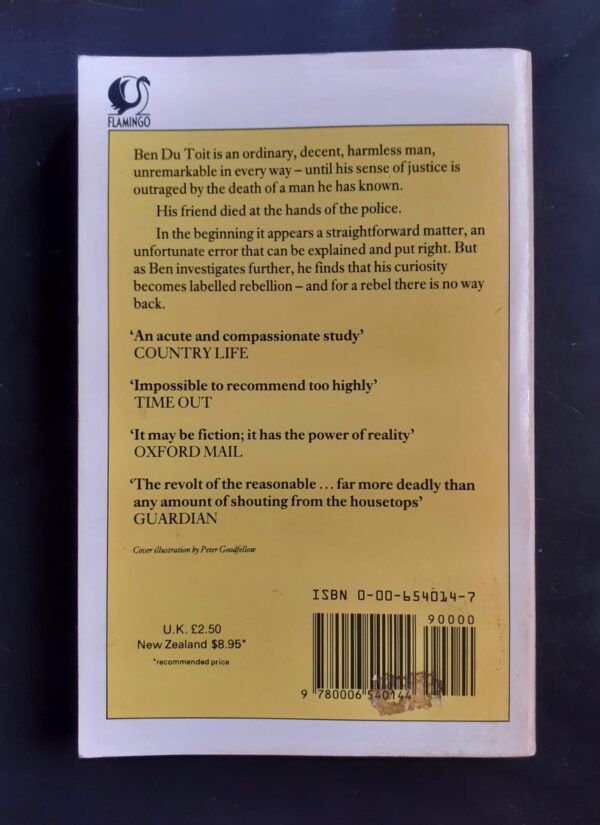 FLAMINGO
Ben Du Toit is an ordinary, decent, harmless man,
unremarkable in every way – until his sense of justice is
outraged by the death of a man he has known.
His friend died at the hands of the police.
In the beginning it appears a straightforward matter, an
unfortunate error that can be explained and put right. But
as Ben investigates further, he finds that his curiosity
becomes labelled rebellion – and for a rebel there is no way
back.
‘An acute and compassionate study’
COUNTRY LIFE
‘Impossible to recommend too highly’
TIME OUT
‘It may be fiction; it has the power of reality’
OXFORD MAIL
‘The revolt of the reasonable ... far more deadly than
any amount of shouting from the housetops’
GUARDIAN
Cover illustration by Peter Goodfellow
ISBN 0-00-654014-7
90000
U.K. £2.50
New Zealand $8.95*
*recommended price
9 780006 540144